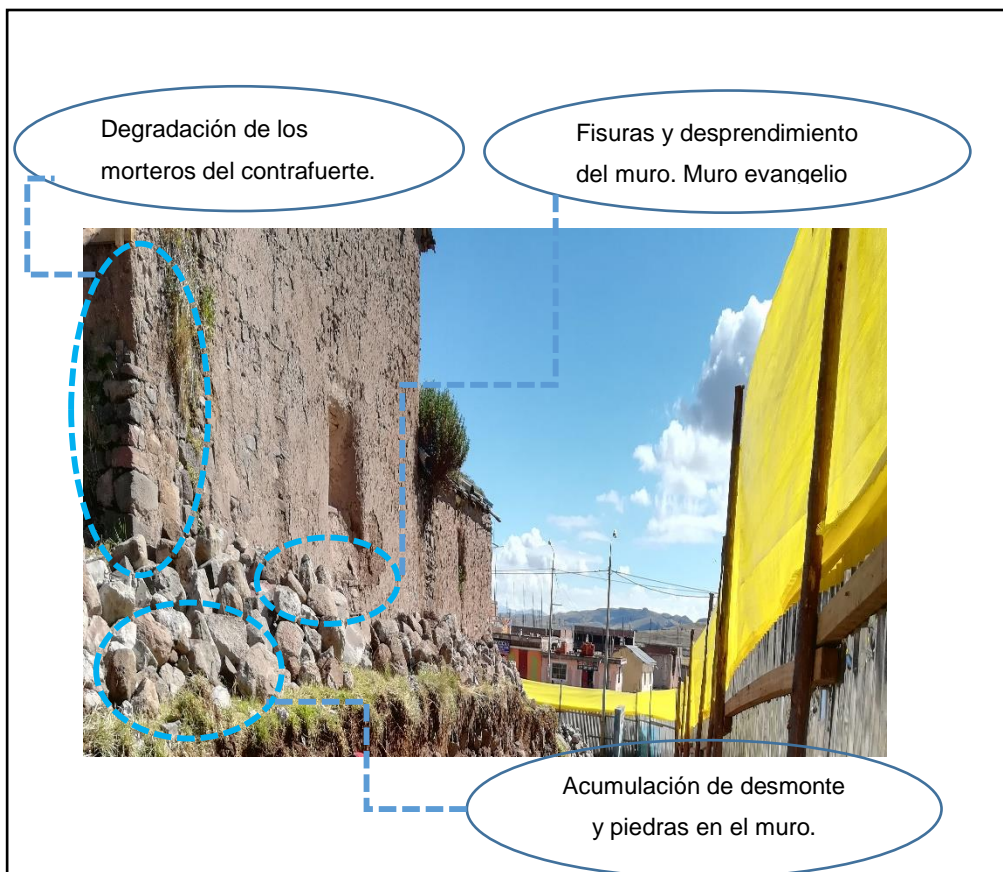 Degradación de los
morteros del contrafuerte.
Fisuras y desprendimiento
del muro. Muro evangelio
Acumulación de desmonte
y piedras en el muro.